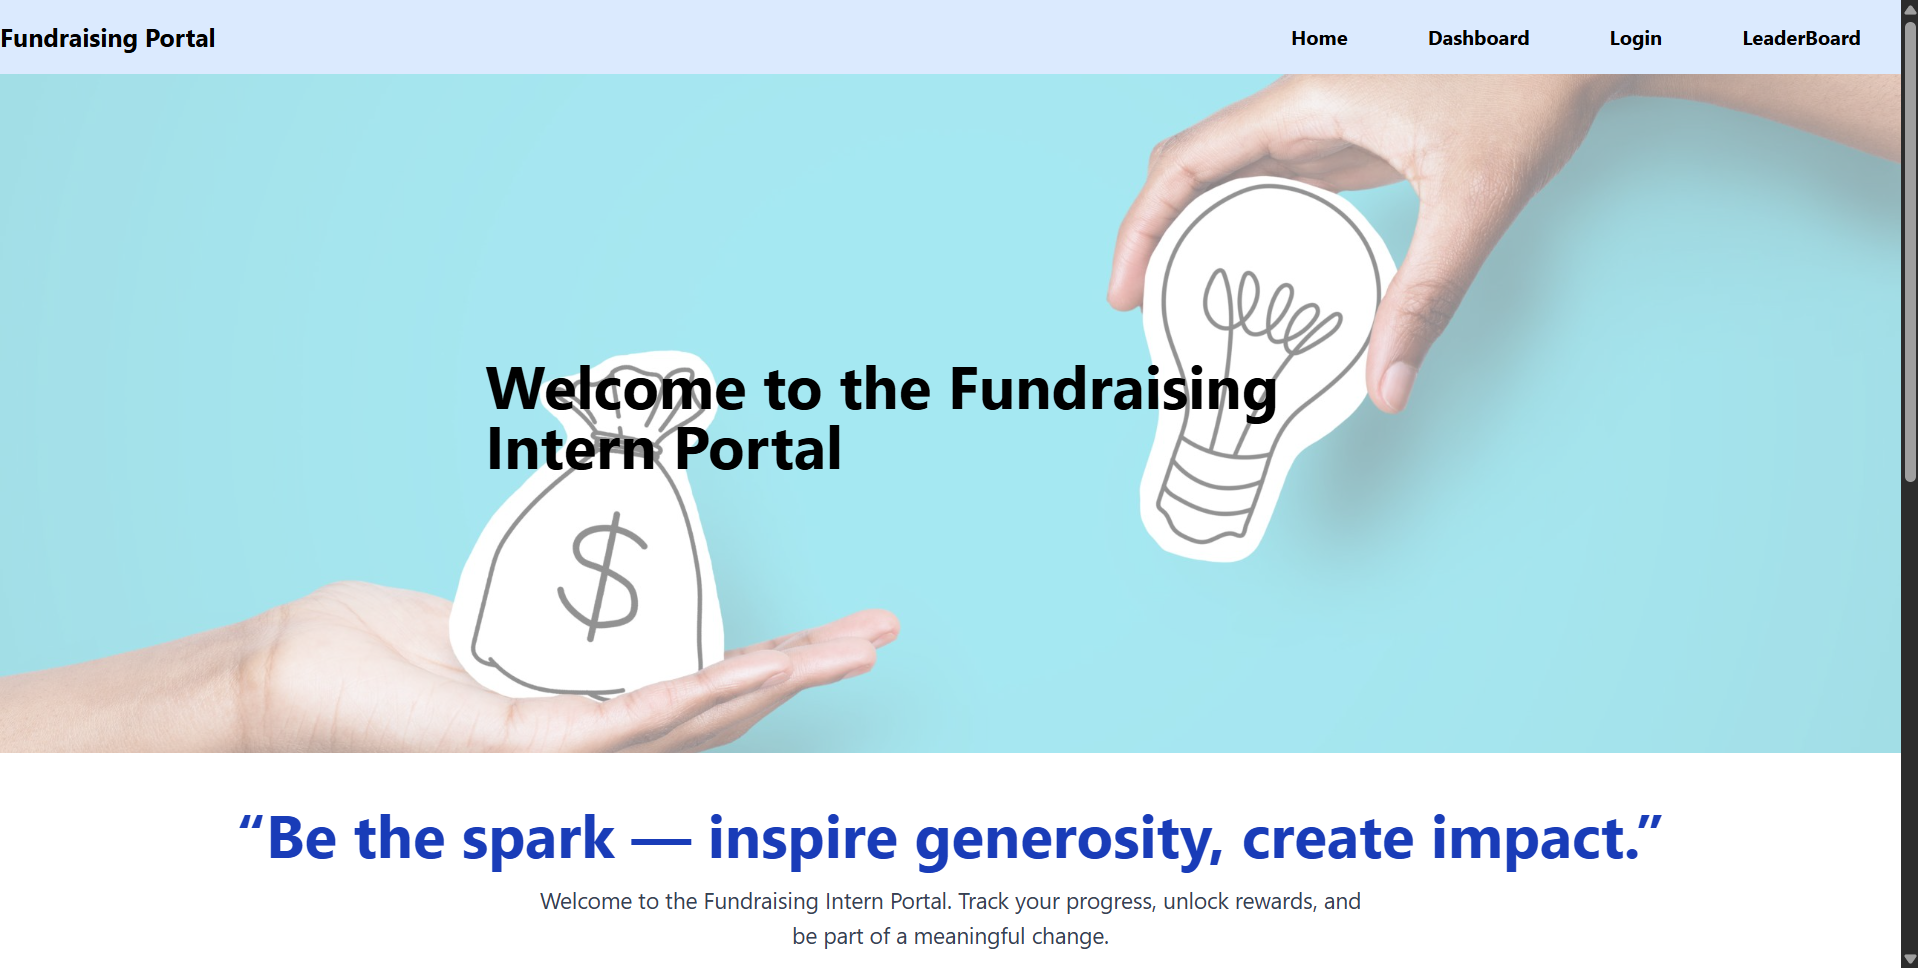 Fundraising Portal
Home
Dashboard
Login
LeaderBoard
Welcome to the Fundraising
Intern Portal
$
“Be the spark — inspire generosity, create impact.”
Welcome to the Fundraising Intern Portal. Track your progress, unlock rewards, and
be part of a meaningful change.